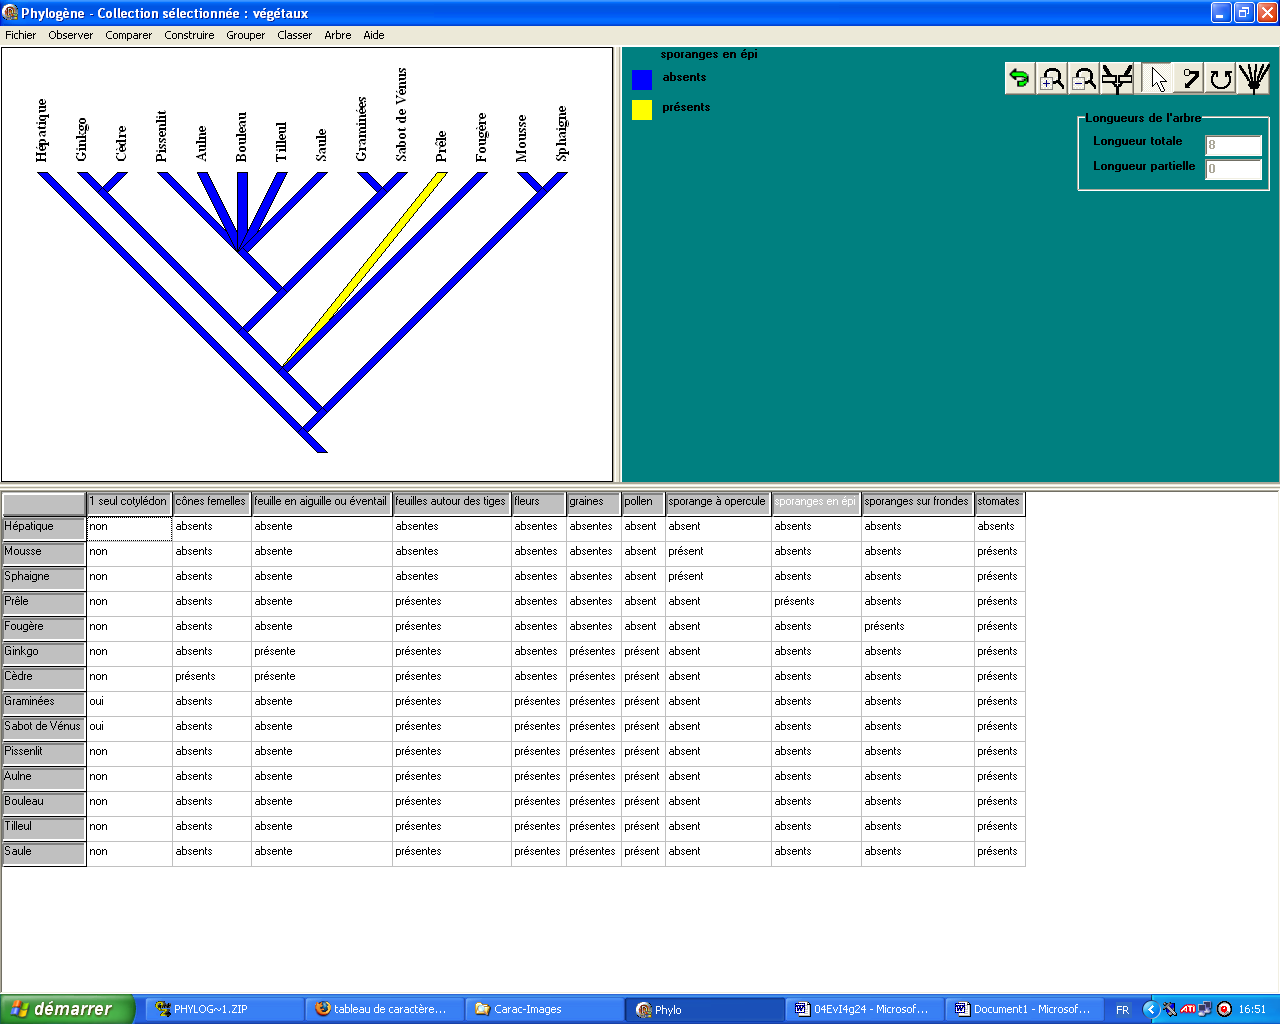 Phylogène - Collection sélectionnée : végétaux
Fichier Observer Comparer Construire Grouper Classer Arbre Aide
Hépatique
Ginkgo
Cèdre
Pissenlit
Aulne
Bouleau
Tilleul
Saule
Graminées
Sabot de Vénus
Prêle
Fougère
Mousse
Sphaigne
sporanges en épi
absents
présents
Longueurs de l'arbre
Longueur totale 8
Longueur partielle 0
1 seul cotylédon cônes femelles feuille en aiguille ou éventail feuilles autour des tiges fleurs graines pollen sporange à opercule sporanges en épi sporanges sur frondes stomates
Hépatique non absents absente absentes absentes absentes absent absent absents absents absents
Mousse non absents absente absentes absentes absentes absent présent absents absents présents
Sphaigne non absents absente absentes absentes absentes absent présent absents absents présents
Prêle non absents absente présentes absentes absentes absent absent présents absents présents
Fougère non absents absente présentes absentes absentes absent absent absents présents présents
Ginkgo non absents présente présentes absentes présentes présent absent absents absents présents
Cèdre non présents présente présentes absentes présentes présent absent absents absents présents
Graminées oui absents absente présentes présentes présentes présent absent absents absents présents
Sabot de Vénus oui absents absente présentes présentes présentes présent absent absents absents présents
Pissenlit non absents absente présentes présentes présentes présent absent absents absents présents
Aulne non absents absente présentes présentes présentes présent absent absents absents présents
Bouleau non absents absente présentes présentes présentes présent absent absents absents présents
Tilleul non absents absente présentes présentes présentes présent absent absents absents présents
Saule non absents absente présentes présentes présentes présent absent absents absents présents
démarrer PHYLOG~1.ZIP tableau de caractère... Carac-Images Phylo 04EvI4g24 - Microsof... Document1 - Microsof... FR ATI 16:51